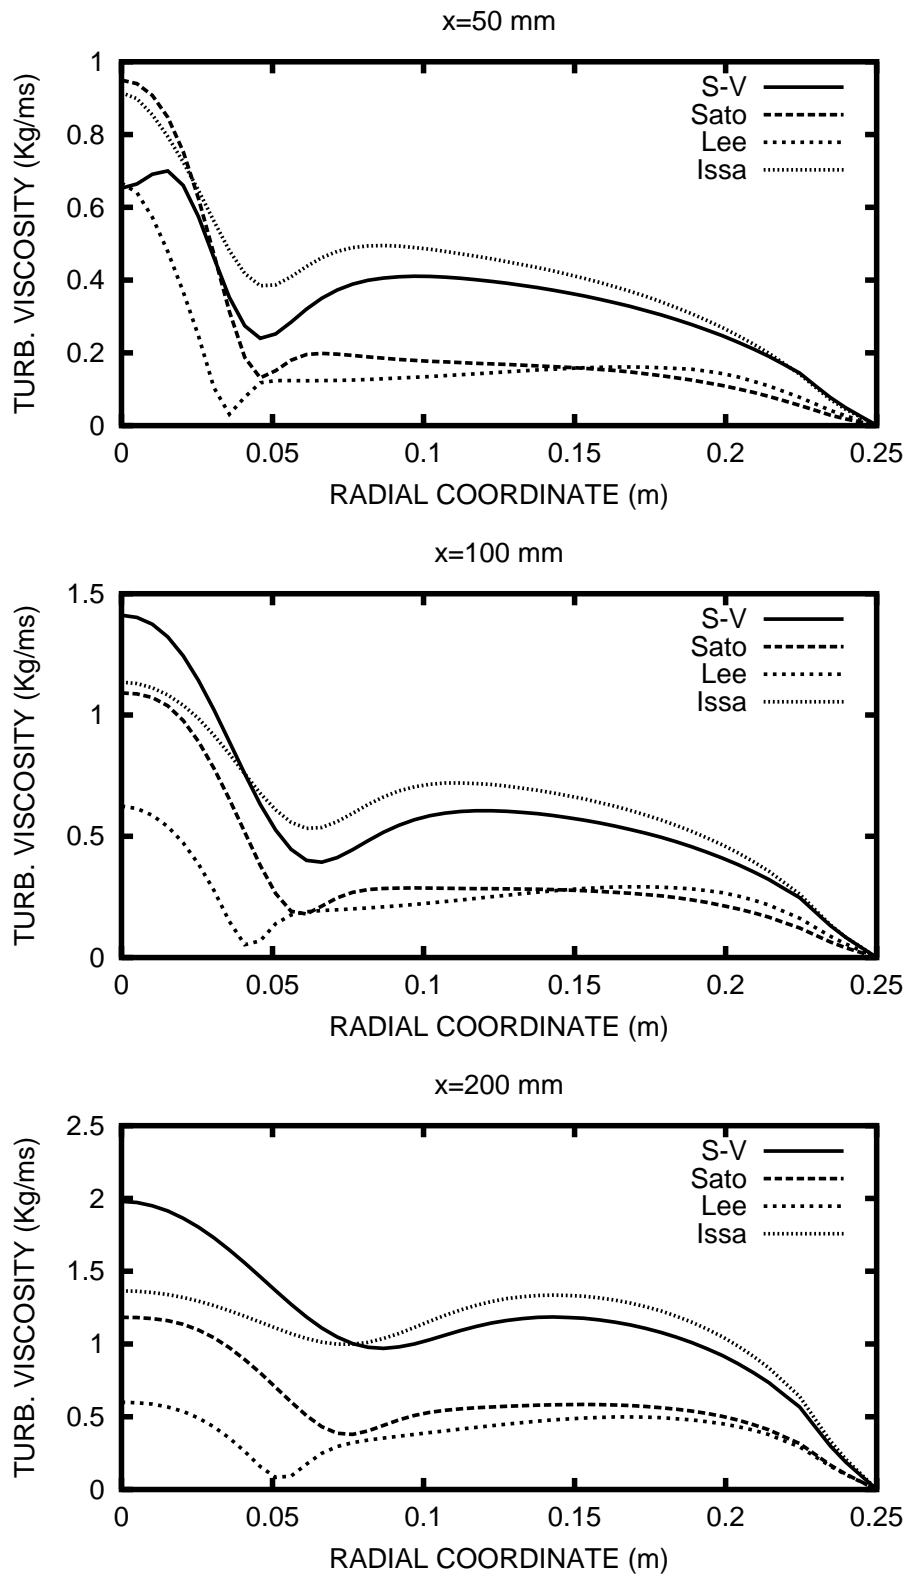 x=50 mm
TURB. VISCOSITY (Kg/ms)
1
0.8
0.6
0.4
0.2
0
S-V
Sato
Lee
Issa
0 0.05 0.1 0.15 0.2 0.25
RADIAL COORDINATE (m)
x=100 mm
TURB. VISCOSITY (Kg/ms)
1.5
1
0.5
0
S-V
Sato
Lee
Issa
0 0.05 0.1 0.15 0.2 0.25
RADIAL COORDINATE (m)
x=200 mm
TURB. VISCOSITY (Kg/ms)
2.5
2
1.5
1
0.5
0
S-V
Sato
Lee
Issa
0 0.05 0.1 0.15 0.2 0.25
RADIAL COORDINATE (m)